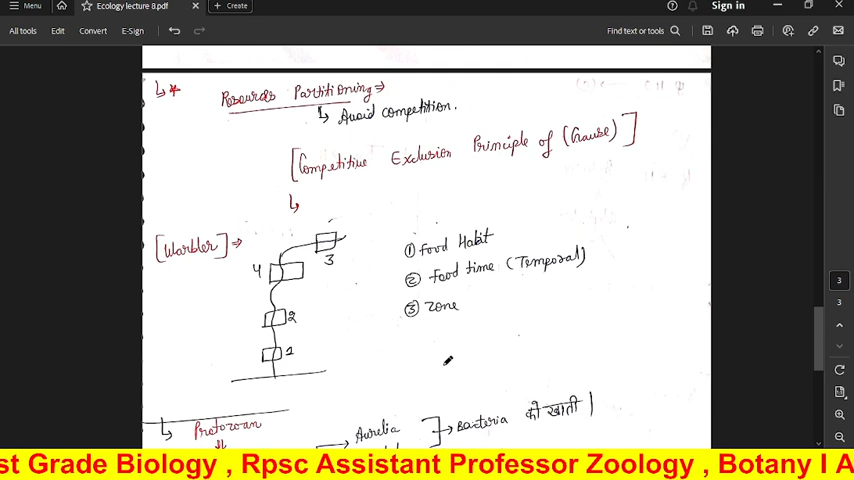 Menu
Ecology lecture 8.pdf
Create
Sign in
All tools
Edit
Convert
E-Sign
Find text or tools
Resources Partitioning
Avoid competition.
[Competitive Exclusion Principle of (Gause)]
[Warbler]
3
4
2
1
① Food Habit
② Food time (Temporal)
③ Zone
3
3
Protozoan
Aurelia
Bacteria को खाती |
st Grade Biology , Rpsc Assistant Professor Zoology , Botany I A